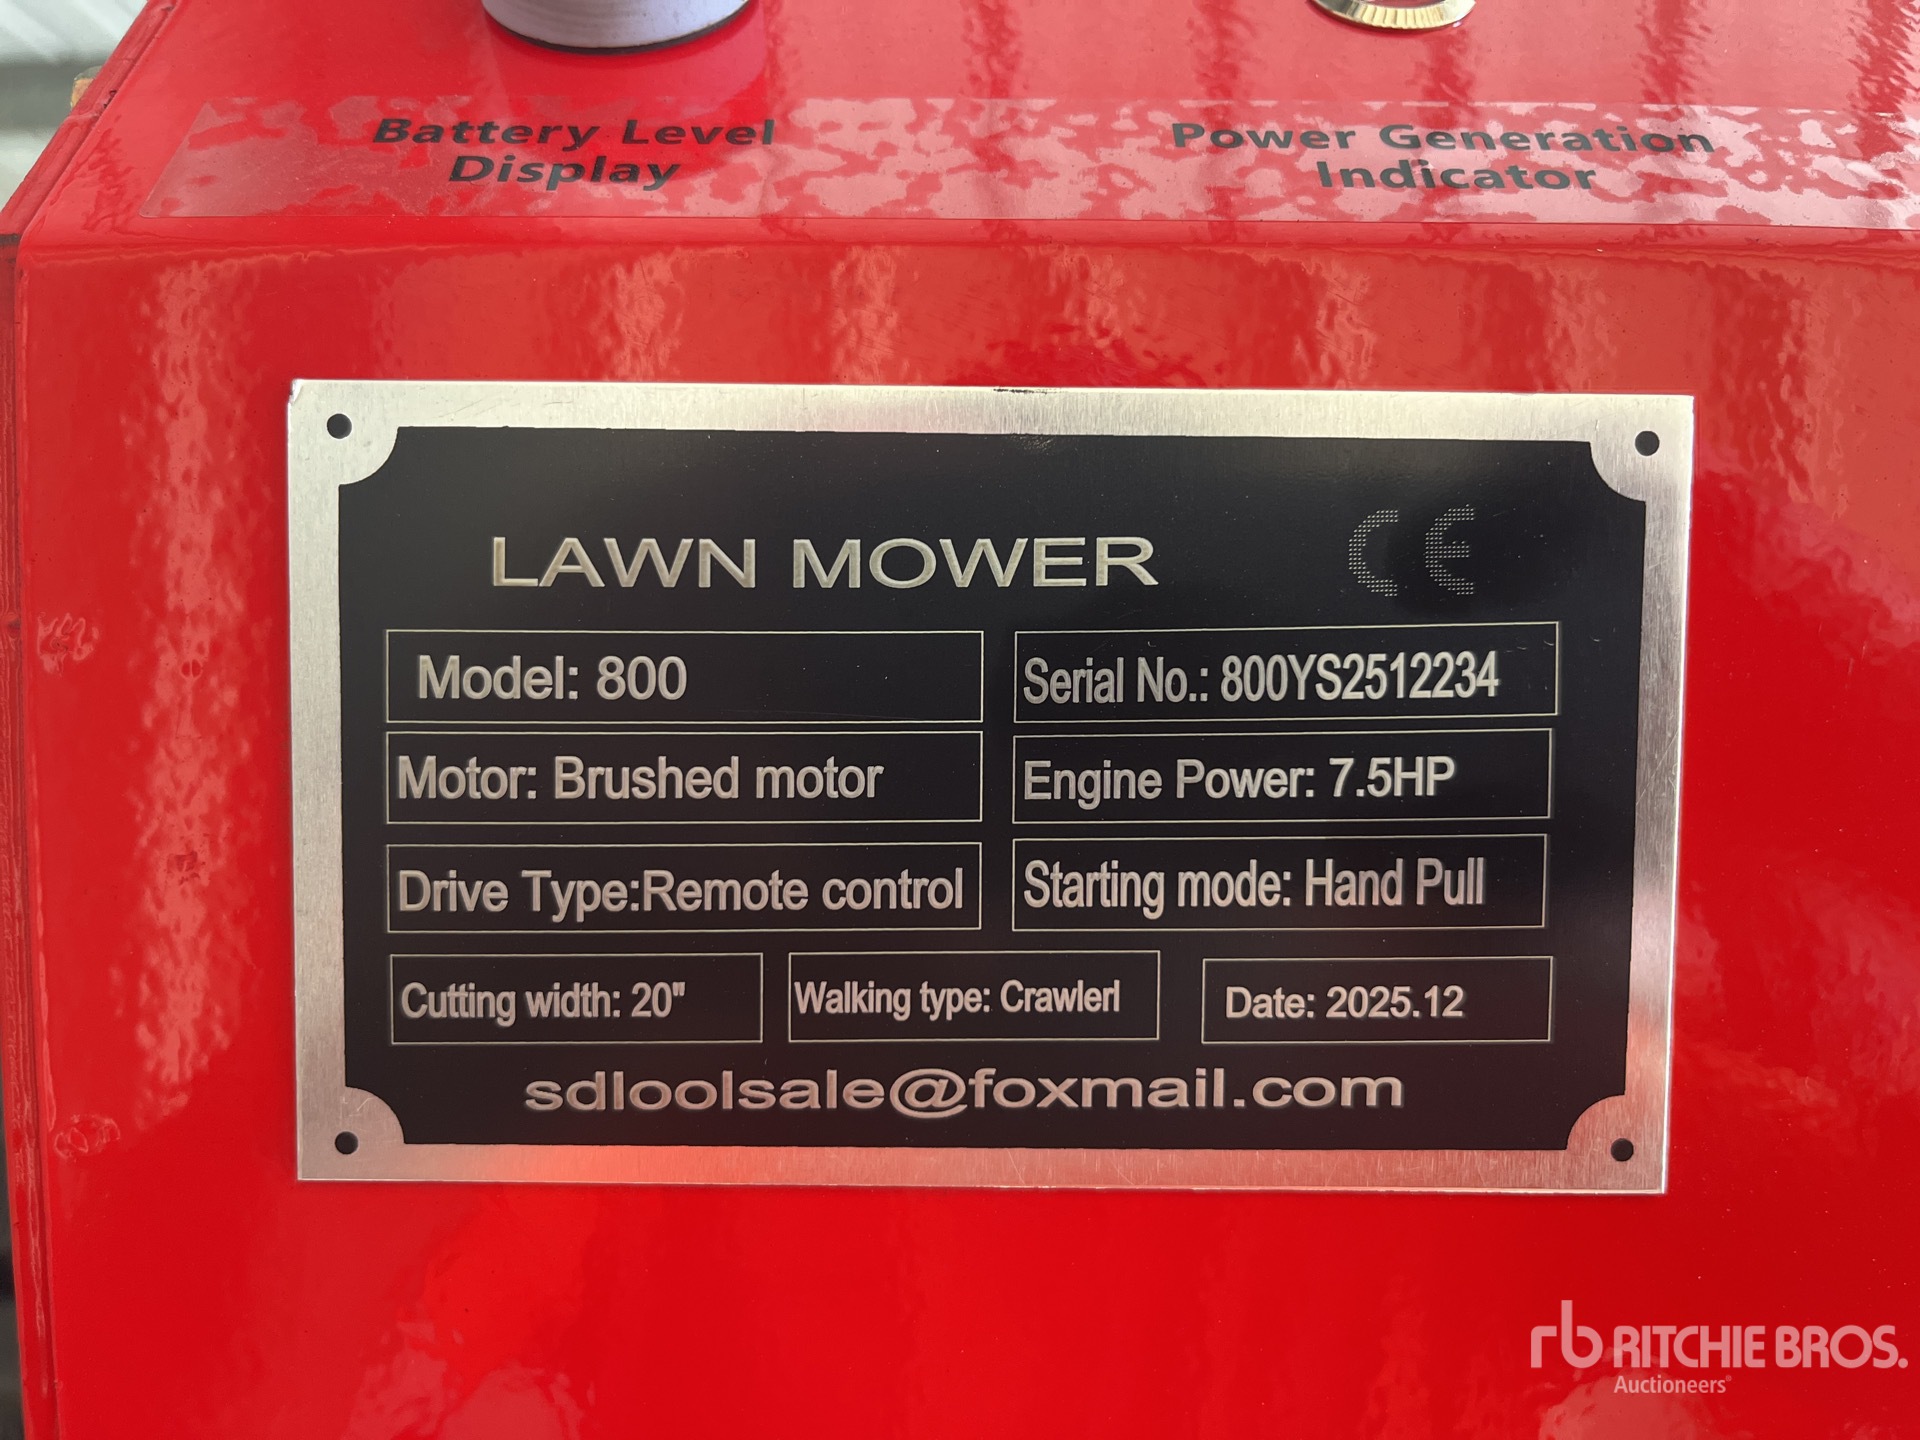 Battery Level
Display
Power Generation
Indicator
LAWN MOWER CE
Model: 800
Serial No.: 800YS2512234
Motor: Brushed motor
Engine Power: 7.5HP
Drive Type:Remote control
Starting mode: Hand Pull
Cutting width: 20"
Walking type: Crawlerl
Date: 2025.12
sdloolsale@foxmail.com
rb RITCHIE BROS.
Auctioneers